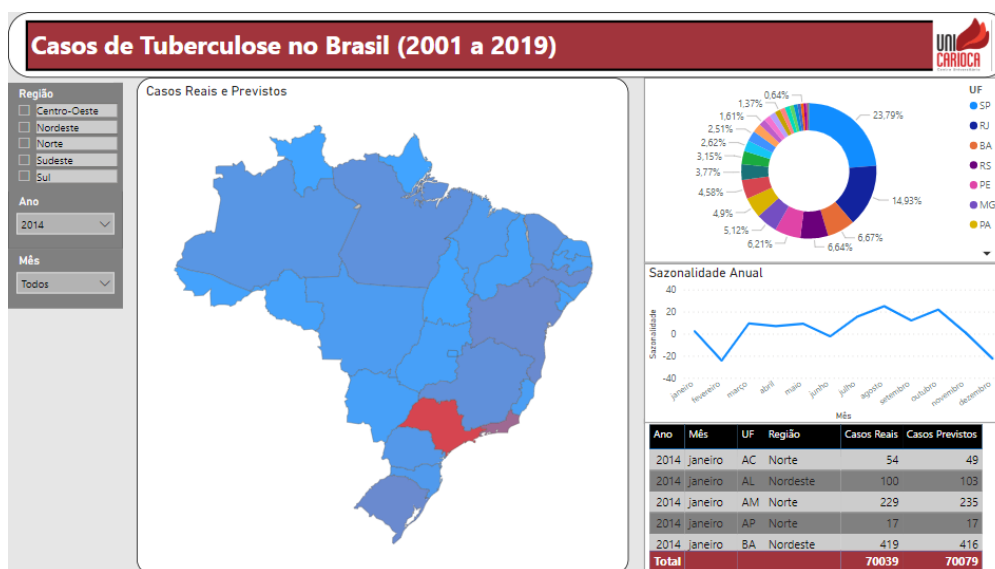 Casos de Tuberculose no Brasil (2001 a 2019)
UNI
CARIOCA
Região
Centro-Oeste
Nordeste
Norte
Sudeste
Sul
Ano
2014
Mês
Todos
Casos Reais e Previstos
0,64%
1,37%
1,61%
2,51%
2,62%
3,15%
3,77%
4,58%
4,9%
5,12%
6,21%
6,64%
6,67%
14,93%
23,79%
UF
SP
RJ
BA
RS
PE
MG
PA
Sazonalidade Anual
Sazonalidade
40
20
0
-20
-40
janeiro fevereiro março abril maio junho julho agosto setembro outubro novembro dezembro
Mês
Ano Mês UF Região Casos Reais Casos Previstos
2014 janeiro AC Norte 54 49
2014 janeiro AL Nordeste 100 103
2014 janeiro AM Norte 229 235
2014 janeiro AP Norte 17 17
2014 janeiro BA Nordeste 419 416
Total 70039 70079